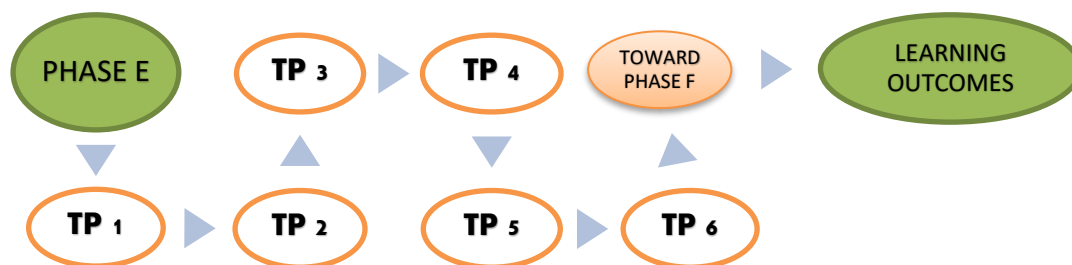 PHASE E
TP 3
TP 4
TOWARD
PHASE F
LEARNING
OUTCOMES
TP 1
TP 2
TP 5
TP 6